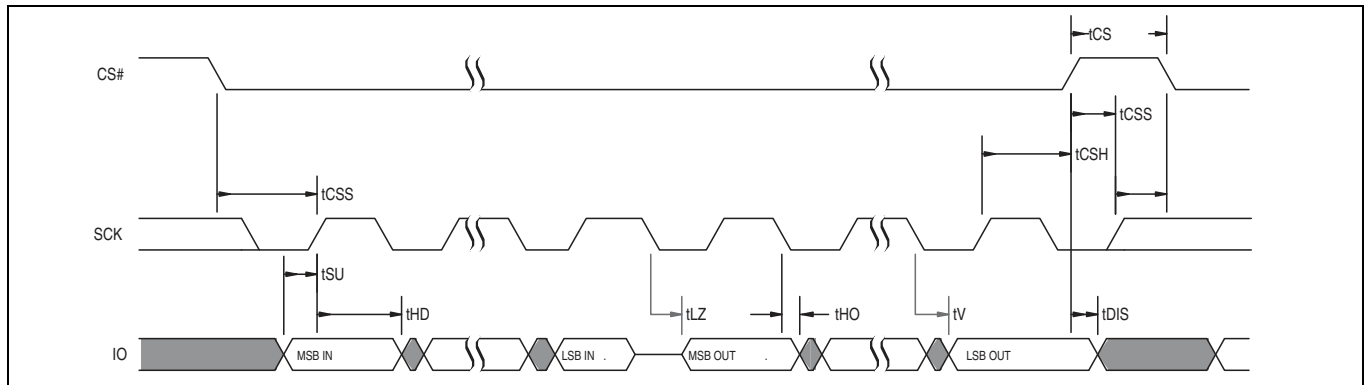 tCS
CS#
tCSS
tCSH
tCSS
SCK
tSU
tHD
tLZ
tHO
tV
tDIS
IO
MSB IN
LSB IN .
MSB OUT .
LSB OUT